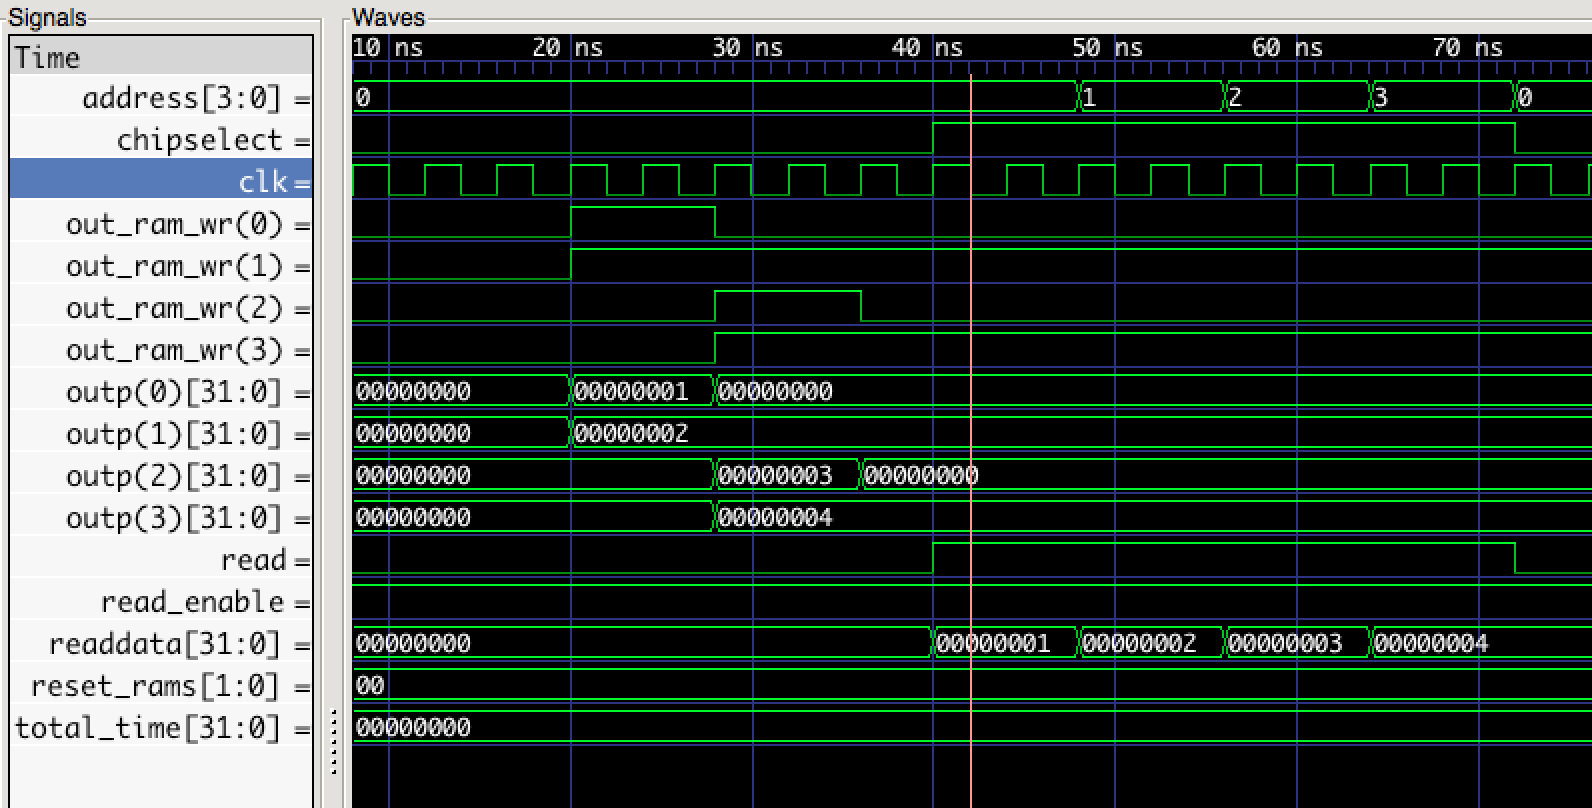 Signals Waves
Time 10 ns 20 ns 30 ns 40 ns 50 ns 60 ns 70 ns
address[3:0] = 0 1 2 3 0
chipselect =
clk =
out_ram_wr(0) =
out_ram_wr(1) =
out_ram_wr(2) =
out_ram_wr(3) =
outp(0)[31:0] = 00000000 00000001 00000000
outp(1)[31:0] = 00000000 00000002
outp(2)[31:0] = 00000000 00000003 00000000
outp(3)[31:0] = 00000000 00000004
read =
read_enable =
readdata[31:0] = 00000000 00000001 00000002 00000003 00000004
reset_rams[1:0] = 00
total_time[31:0] = 00000000